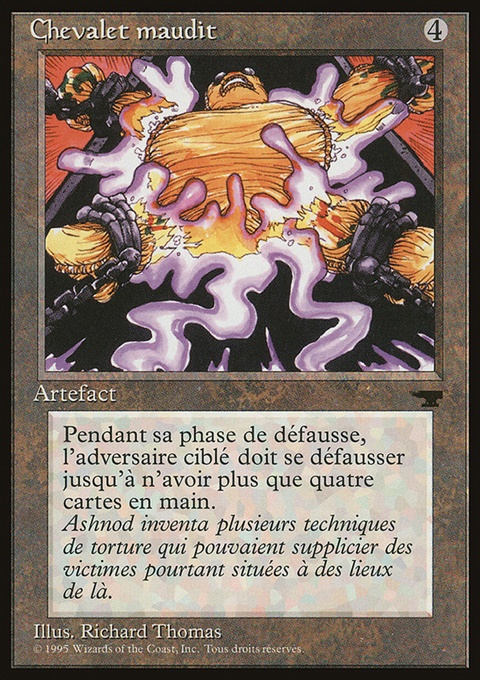 Chevalet maudit 4
Artefact
Pendant sa phase de défausse,
l'adversaire ciblé doit se défausser
jusqu'à n'avoir plus que quatre
cartes en main.
Ashnod inventa plusieurs techniques
de torture qui pouvaient supplicier des
victimes pourtant situées à des lieux
de là.
Illus. Richard Thomas
© 1995 Wizards of the Coast, Inc. Tous droits réserves.